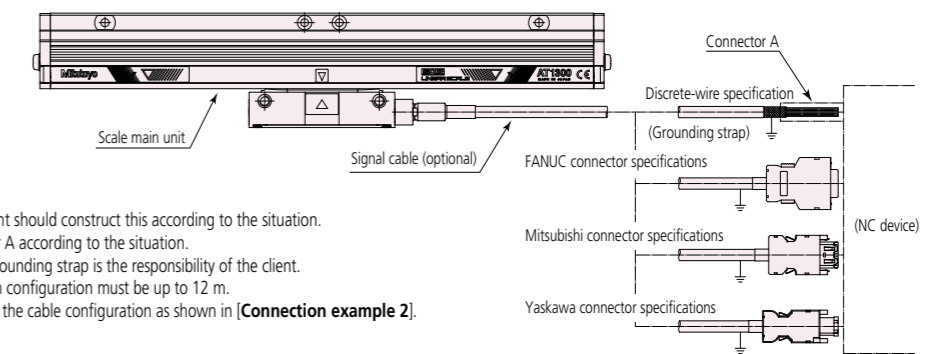 Connector A
Mitutoyo
AT1300
Discrete-wire specification
Scale main unit
(Grounding strap)
Signal cable (optional)
FANUC connector specifications
nt should construct this according to the situation.
r A according to the situation.
(NC device)
ounding strap is the responsibility of the client.
Mitsubishi connector specifications
n configuration must be up to 12 m.
the cable configuration as shown in [Connection example 2].
Yaskawa connector specifications